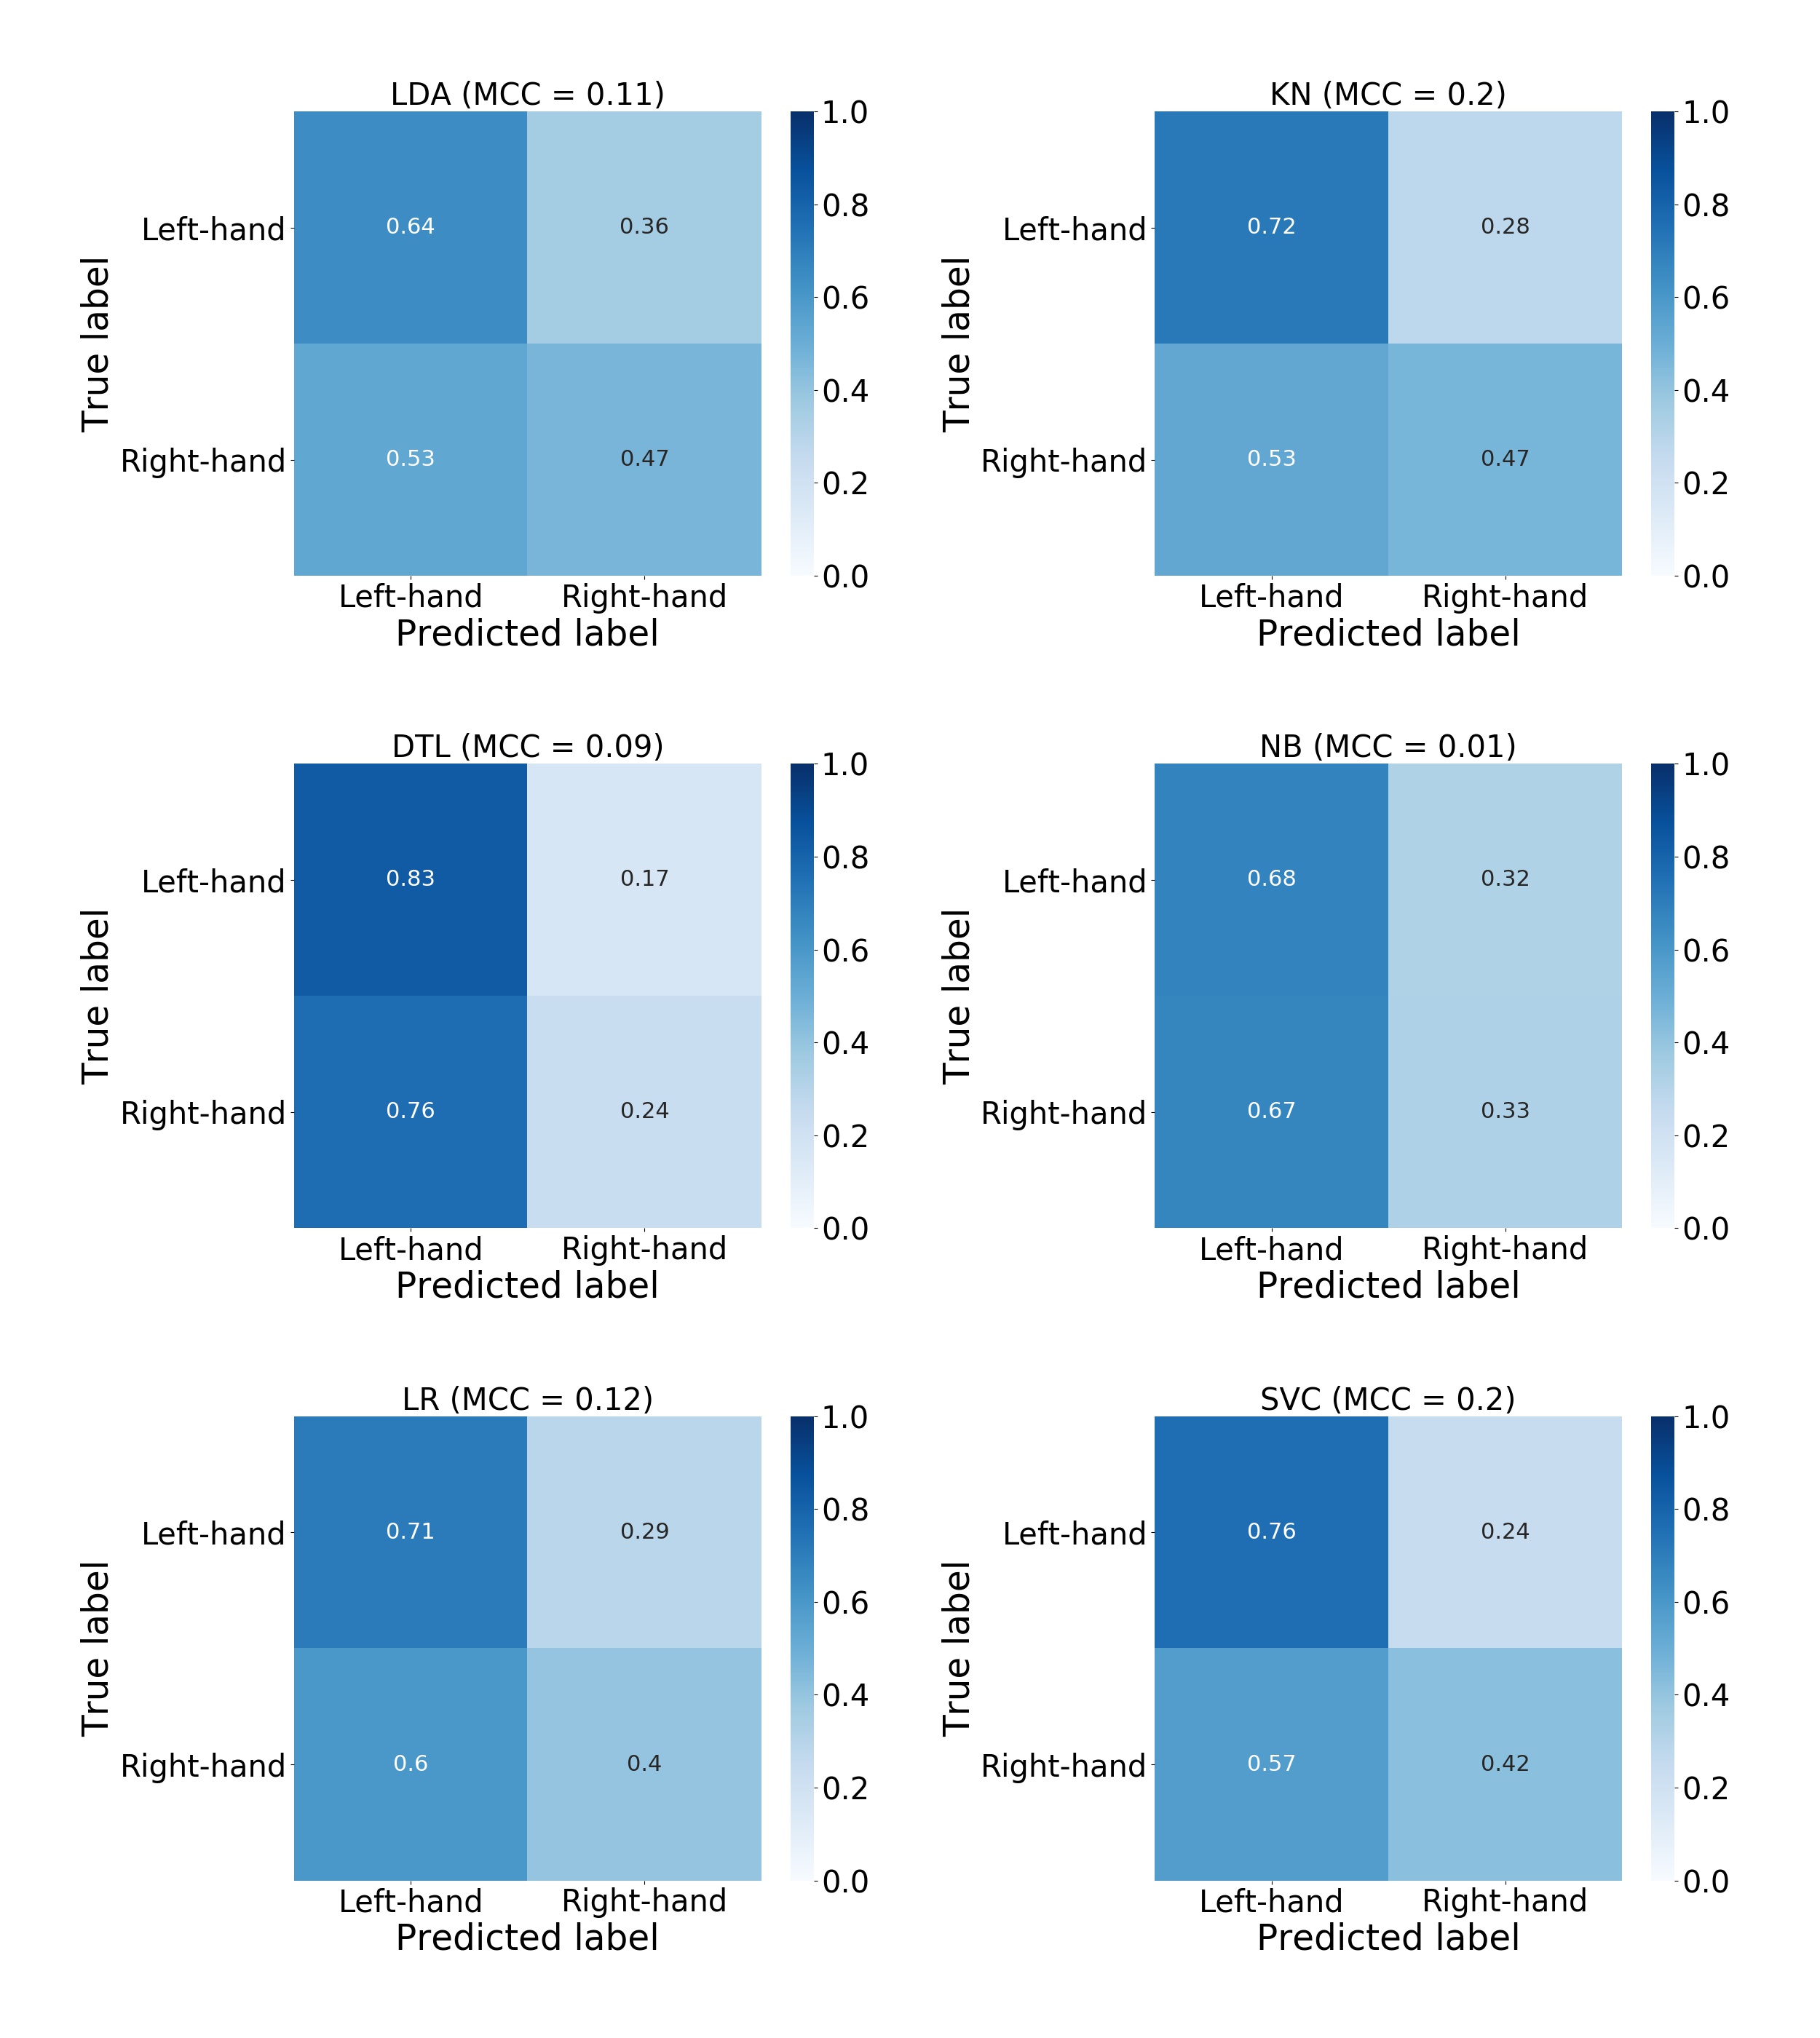 LDA (MCC = 0.11)
1.0
0.8
0.6
0.4
0.2
0.0
True label
Left-hand
0.64 0.36
Right-hand
0.53 0.47
Left-hand Right-hand
Predicted label
KN (MCC = 0.2)
1.0
0.8
0.6
0.4
0.2
0.0
True label
Left-hand
0.72 0.28
Right-hand
0.53 0.47
Left-hand Right-hand
Predicted label
DTL (MCC = 0.09)
1.0
0.8
0.6
0.4
0.2
0.0
True label
Left-hand
0.83 0.17
Right-hand
0.76 0.24
Left-hand Right-hand
Predicted label
NB (MCC = 0.01)
1.0
0.8
0.6
0.4
0.2
0.0
True label
Left-hand
0.68 0.32
Right-hand
0.67 0.33
Left-hand Right-hand
Predicted label
LR (MCC = 0.12)
1.0
0.8
0.6
0.4
0.2
0.0
True label
Left-hand
0.71 0.29
Right-hand
0.6 0.4
Left-hand Right-hand
Predicted label
SVC (MCC = 0.2)
1.0
0.8
0.6
0.4
0.2
0.0
True label
Left-hand
0.76 0.24
Right-hand
0.57 0.42
Left-hand Right-hand
Predicted label